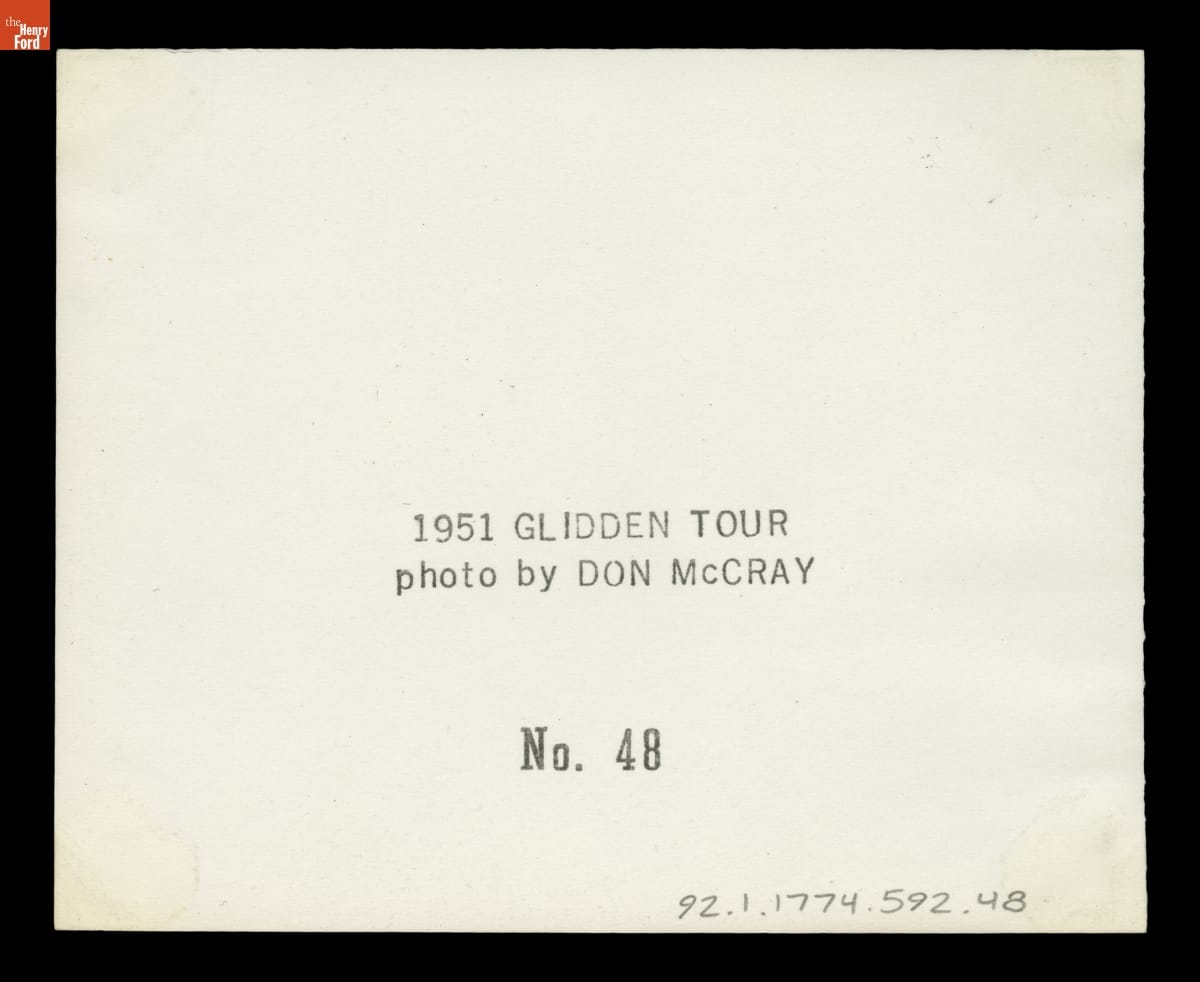 the
Henry
Ford
1951 GLIDDEN TOUR
photo by DON McCRAY
No. 48
92.1.1774.592.48